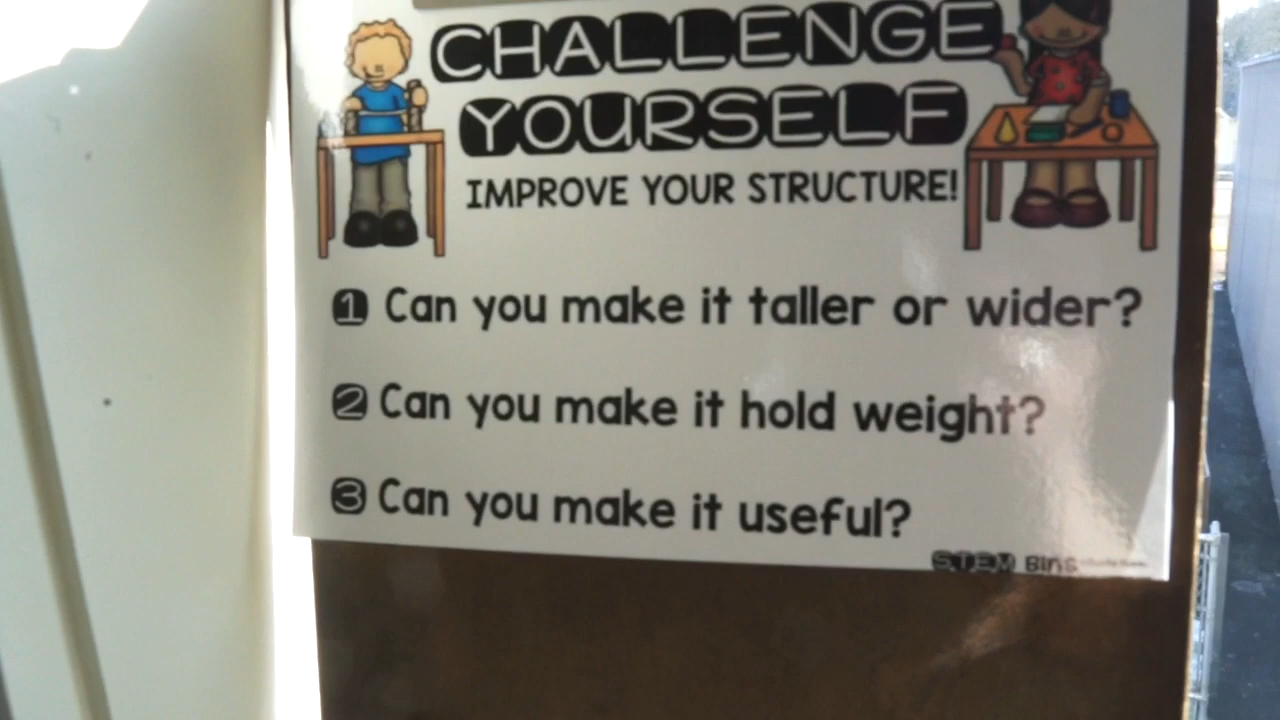 CHALLENGE
YOURSELF
IMPROVE YOUR STRUCTURE!
1 Can you make it taller or wider?
2 Can you make it hold weight?
3 Can you make it useful?
STEM Bins